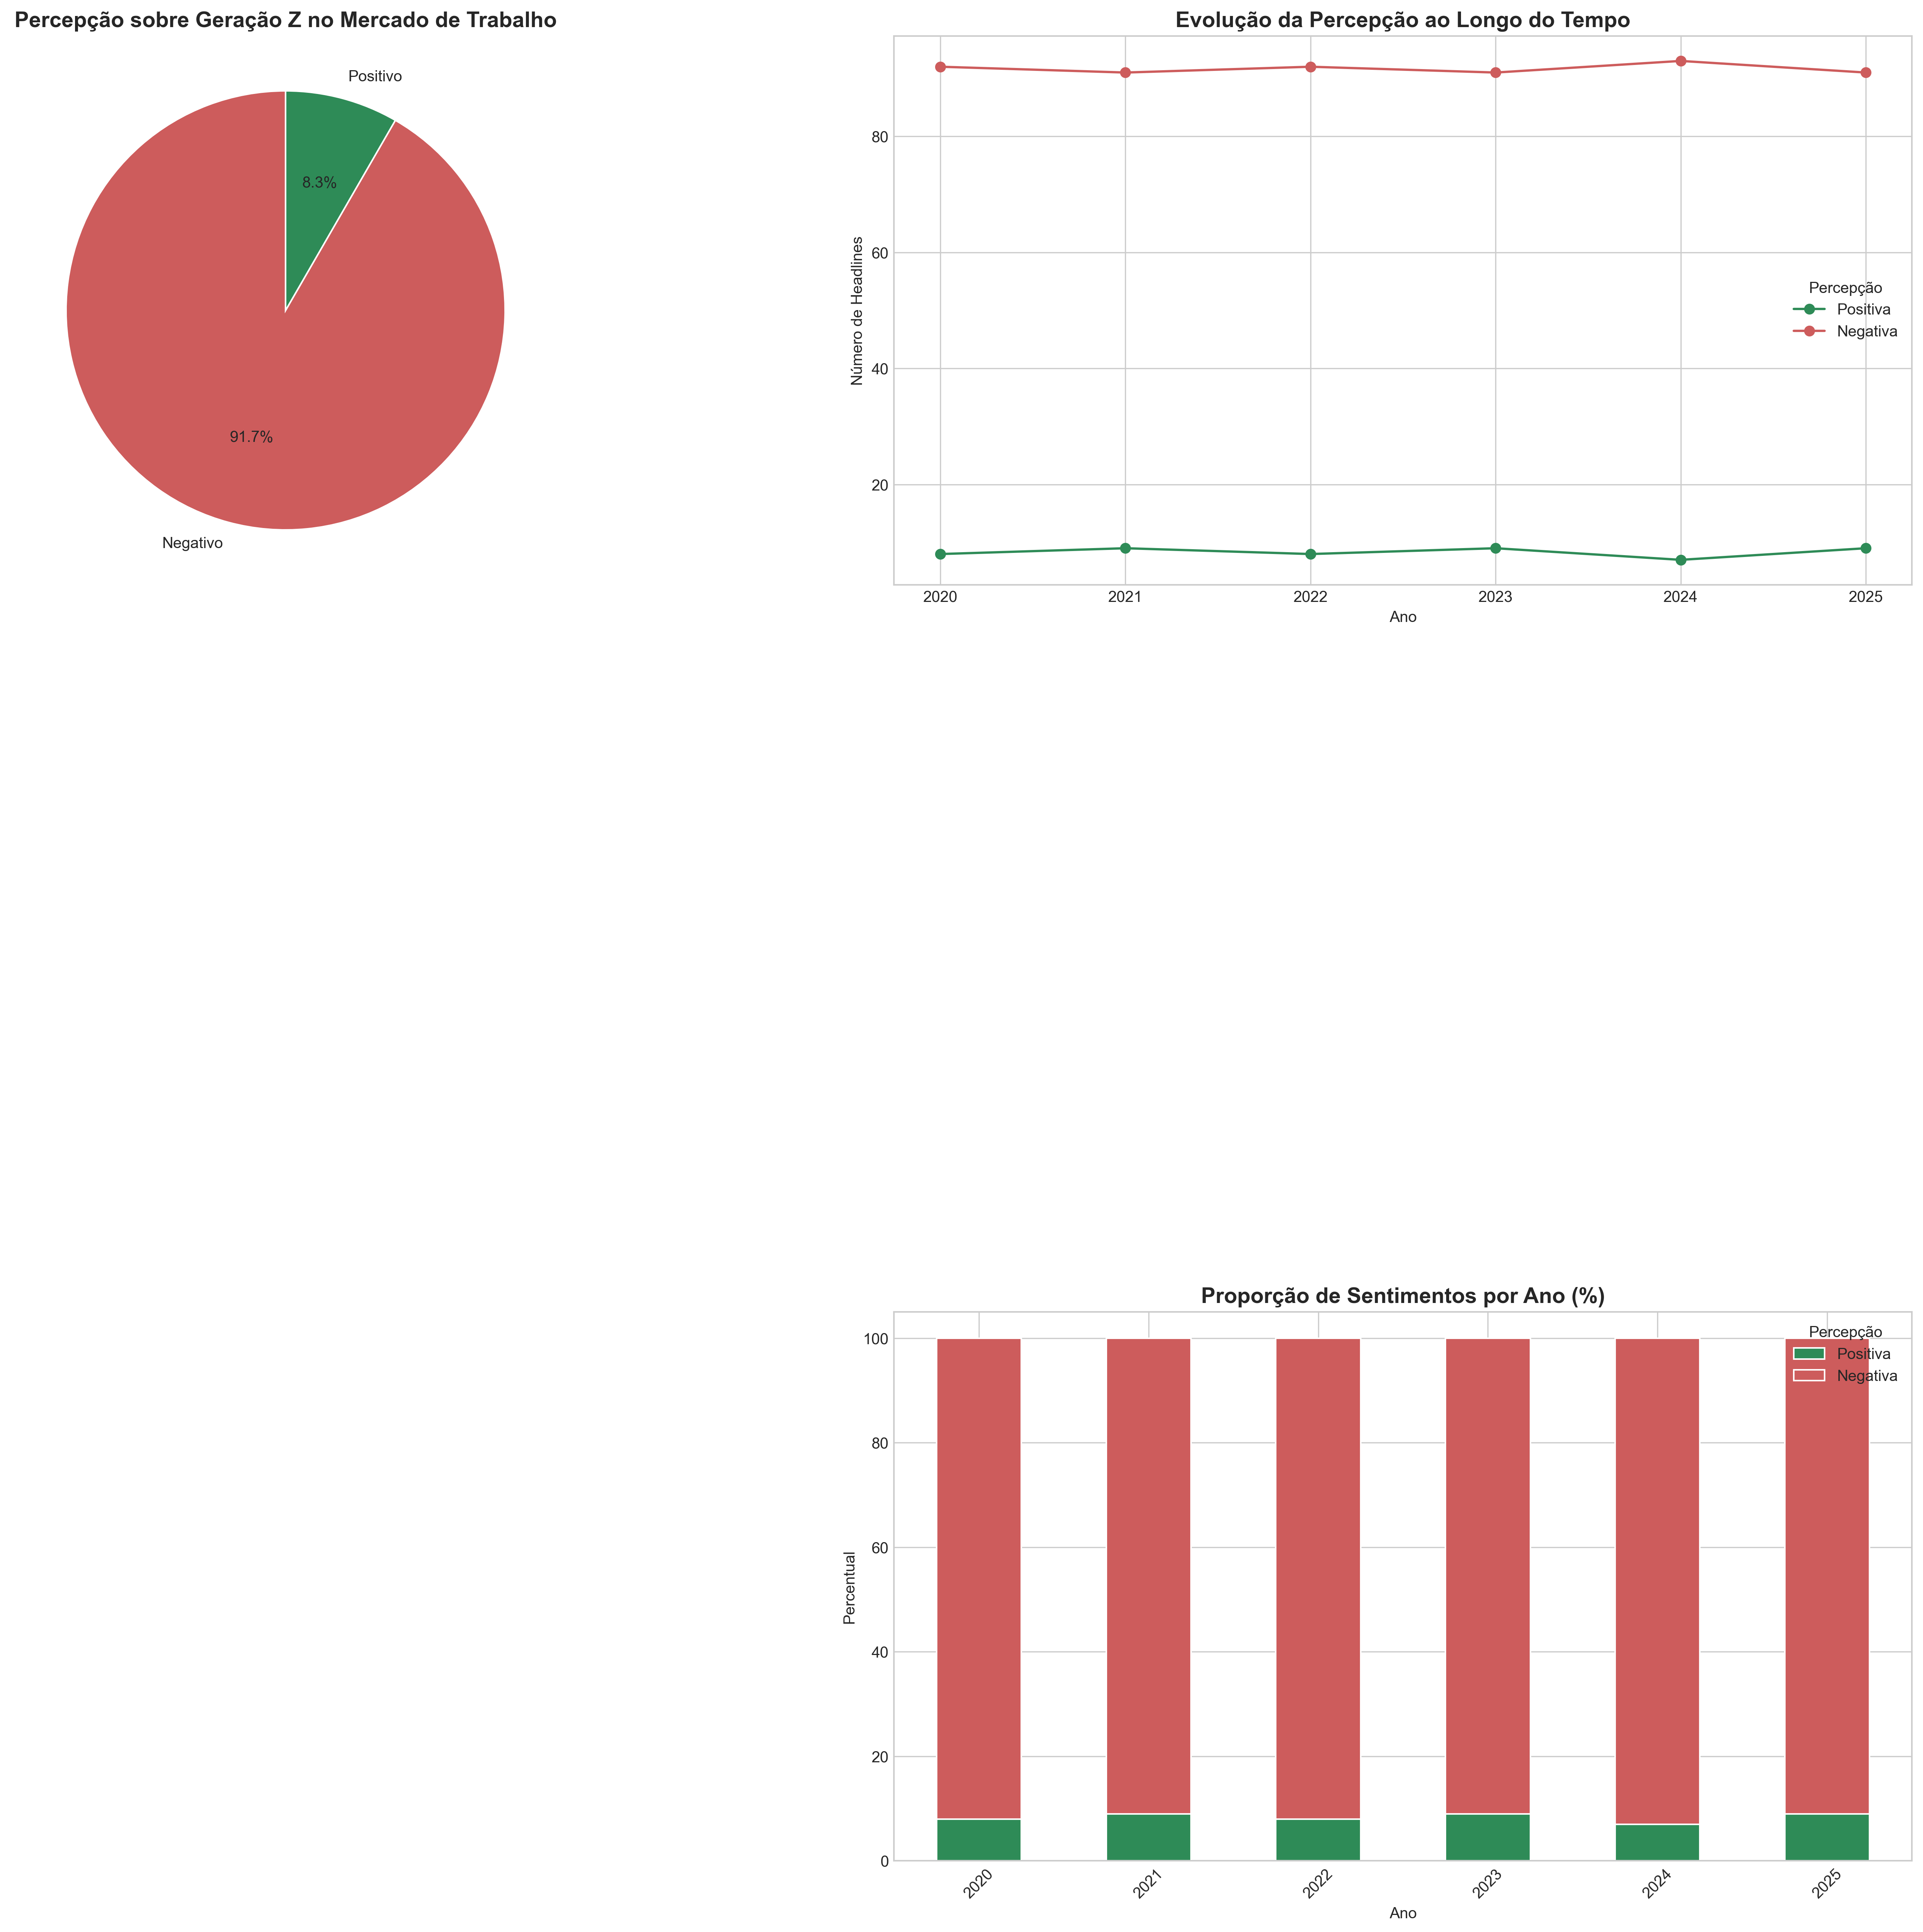 Percepção sobre Geração Z no Mercado de Trabalho
Positivo
8.3%
91.7%
Negativo
Evolução da Percepção ao Longo do Tempo
Número de Headlines
80
60
40
20
Percepção
Positiva
Negativa
2020 2021 2022 2023 2024 2025
Ano
Proporção de Sentimentos por Ano (%)
Percentual
100
80
60
40
20
0
Percepção
Positiva
Negativa
2020 2021 2022 2023 2024 2025
Ano